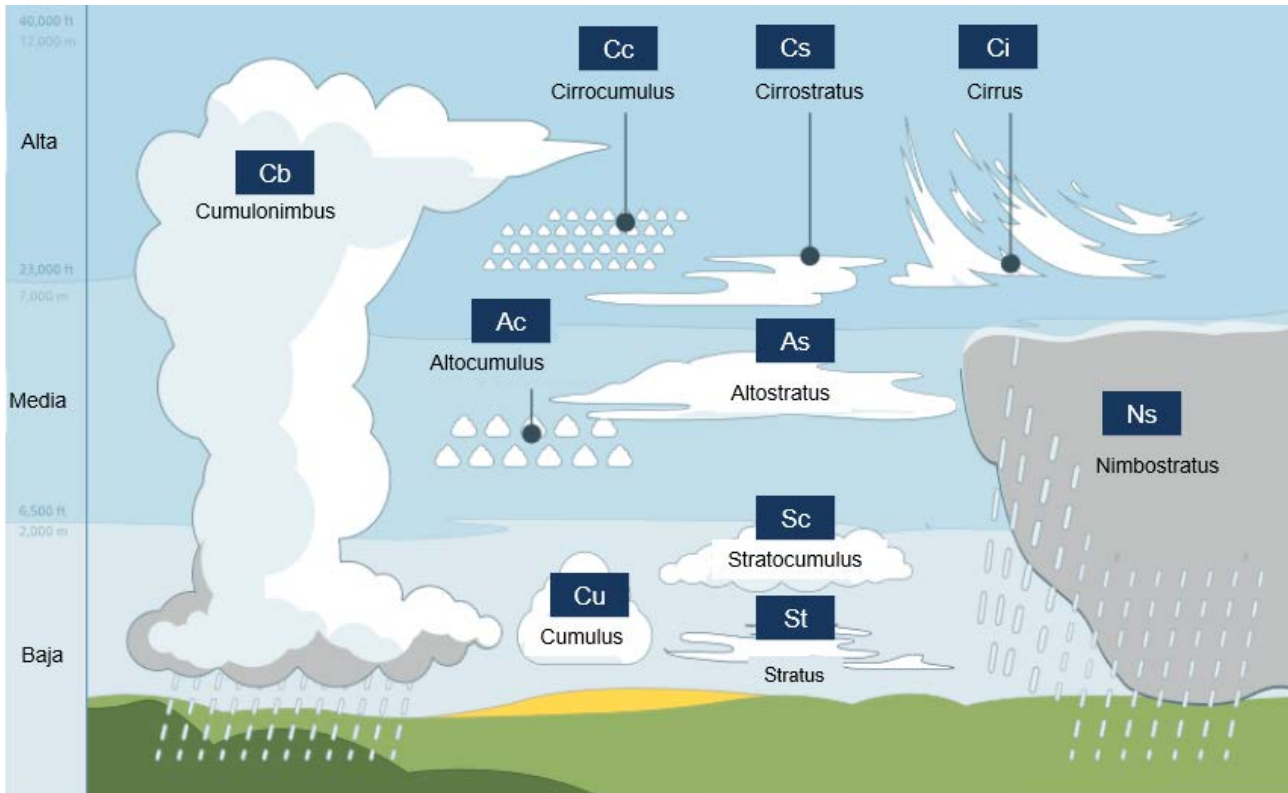 40,000 ft
12,000 m
Alta
23,000 ft
7,000 m
Media
6,500 ft
2,000 m
Baja
Cb
Cumulonimbus
Cc
Cirrocumulus
Cs
Cirrostratus
Ci
Cirrus
Ac
Altocumulus
As
Altostratus
Ns
Nimbostratus
Sc
Stratocumulus
Cu
Cumulus
St
Stratus